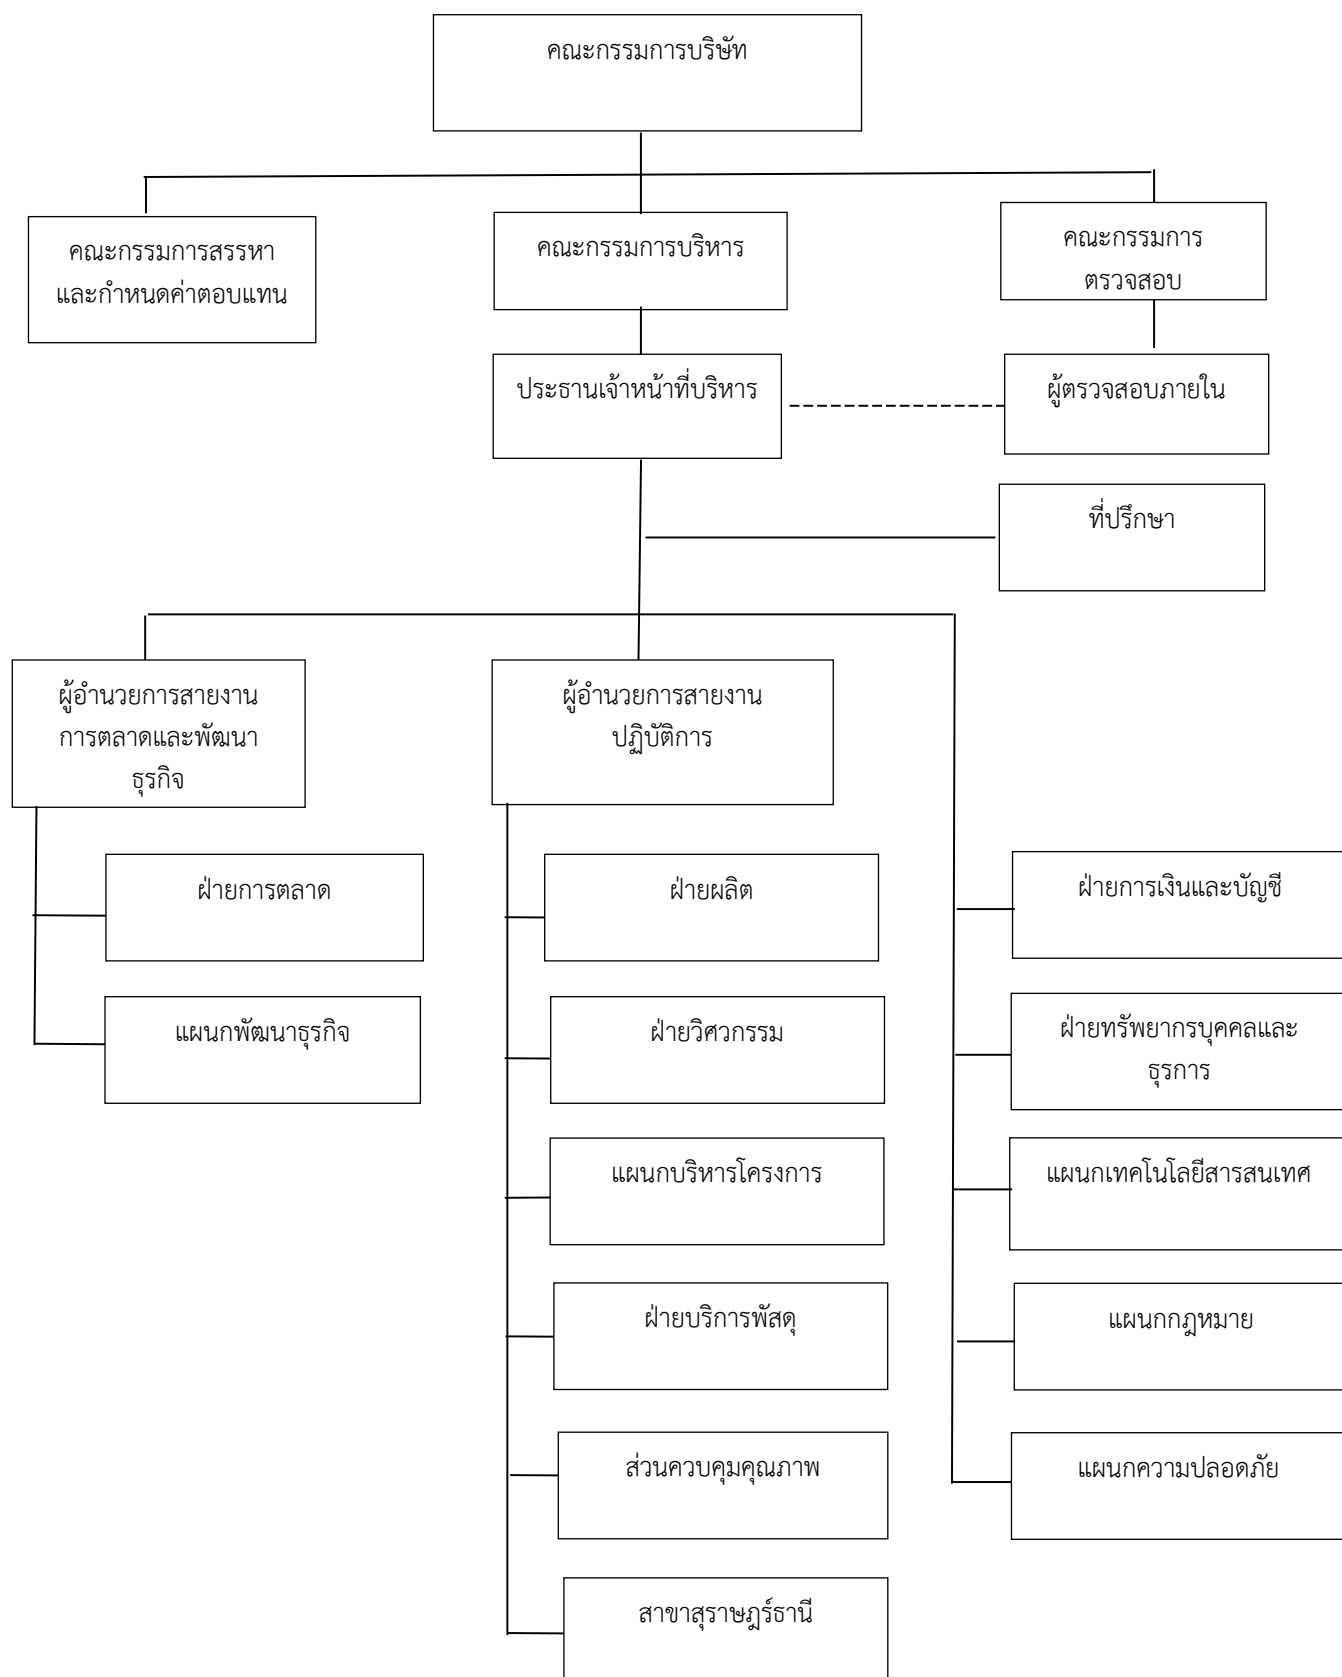 คณะกรรมการบริษัท
คณะกรรมการสรรหา
และกำหนดค่าตอบแทน
คณะกรรมการบริหาร
คณะกรรมการ
ตรวจสอบ
ประธานเจ้าหน้าที่บริหาร
ผู้ตรวจสอบภายใน
ที่ปรึกษา
ผู้อำนวยการสายงาน
การตลาดและพัฒนา
ธุรกิจ
ผู้อำนวยการสายงาน
ปฏิบัติการ
ฝ่ายการตลาด
แผนกพัฒนาธุรกิจ
ฝ่ายผลิต
ฝ่ายวิศวกรรม
แผนกบริหารโครงการ
ฝ่ายบริการพัสดุ
ส่วนควบคุมคุณภาพ
สาขาสุราษฎร์ธานี
ฝ่ายการเงินและบัญชี
ฝ่ายทรัพยากรบุคคลและ
ธุรการ
แผนกเทคโนโลยีสารสนเทศ
แผนกกฎหมาย
แผนกความปลอดภัย